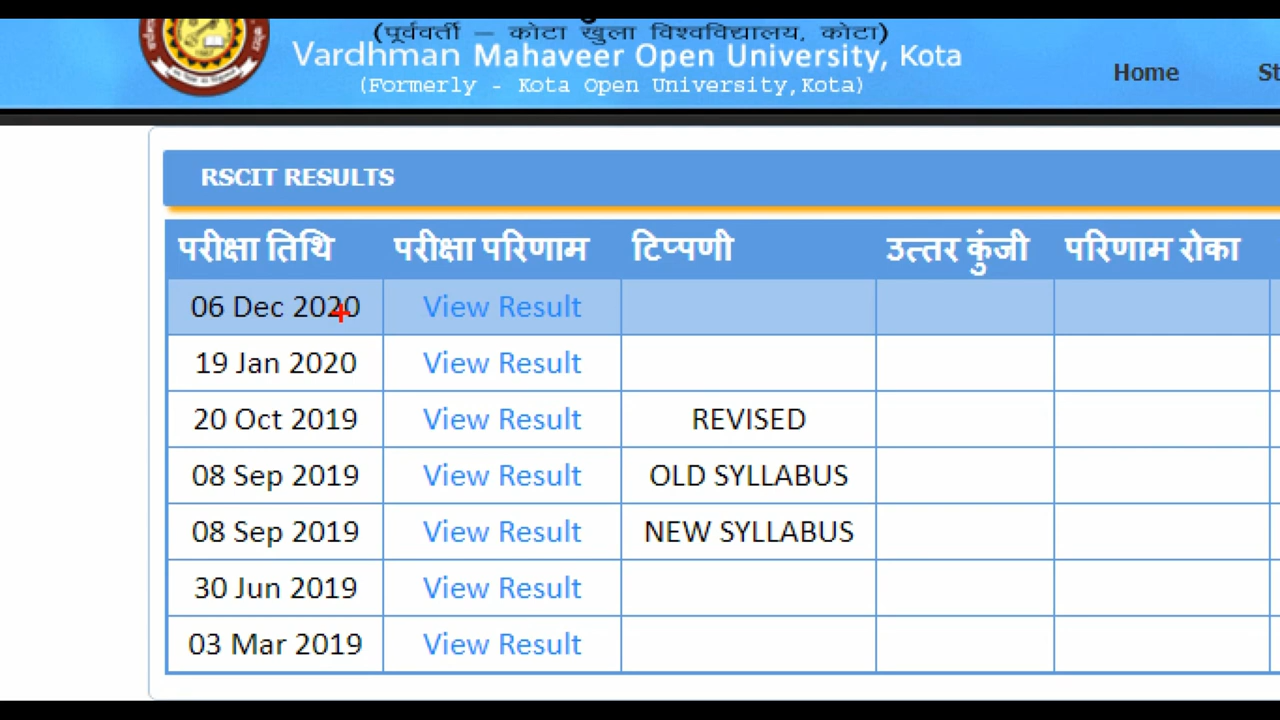 (पूर्ववर्ती – कोटा खुला विश्वविद्यालय, कोटा)
Vardhman Mahaveer Open University, Kota
(Formerly - Kota Open University,Kota)
Home
RSCIT RESULTS
परीक्षा तिथि परीक्षा परिणाम टिप्पणी उत्तर कुंजी परिणाम रोका
06 Dec 2020 View Result
19 Jan 2020 View Result
20 Oct 2019 View Result REVISED
08 Sep 2019 View Result OLD SYLLABUS
08 Sep 2019 View Result NEW SYLLABUS
30 Jun 2019 View Result
03 Mar 2019 View Result